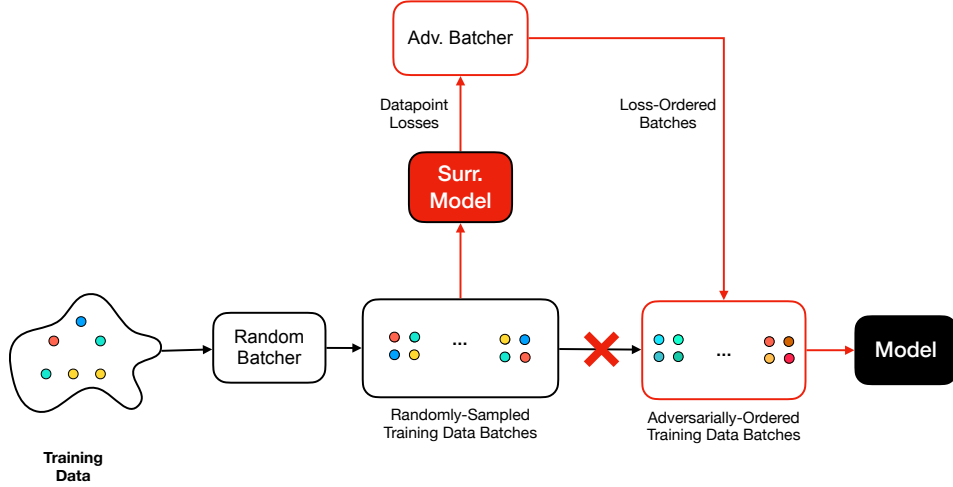 Adv. Batcher
Datapoint
Losses
Loss-Ordered
Batches
Surr.
Model
Random
Batcher
...
...
Model
Randomly-Sampled
Training Data Batches
Adversarially-Ordered
Training Data Batches
Training
Data